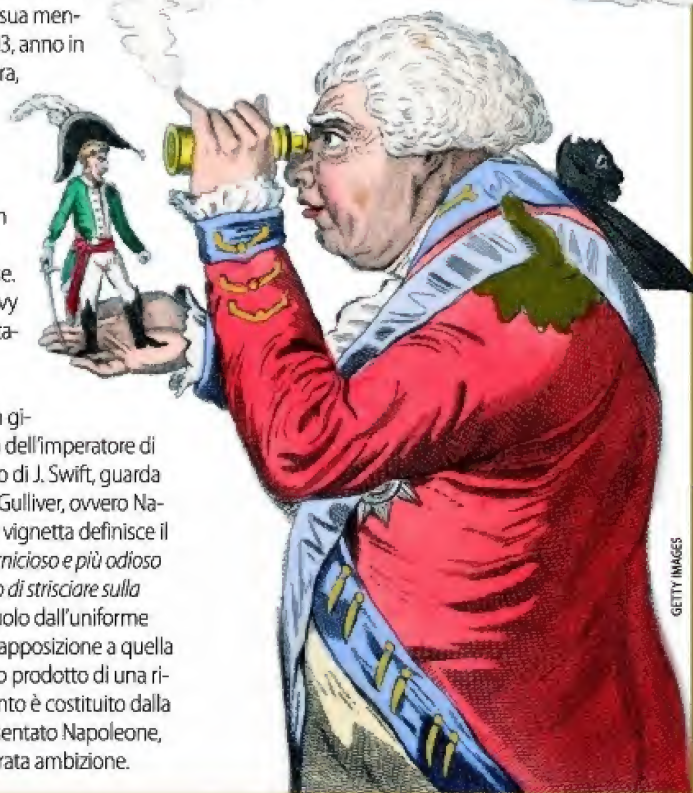 sua men-
3, anno in
ra,
n
e.
vy
ta-
n gi-
dell'imperatore di
o di J. Swift, guarda
Gulliver, ovvero Na-
vignetta definisce il
rnicioso e più odioso
o di strisciare sulla
uolo dall'uniforme
apposizione a quella
o prodotto di una ri-
nto è costituito dalla
sentato Napoleone,
rata ambizione.
GETTY IMAGES